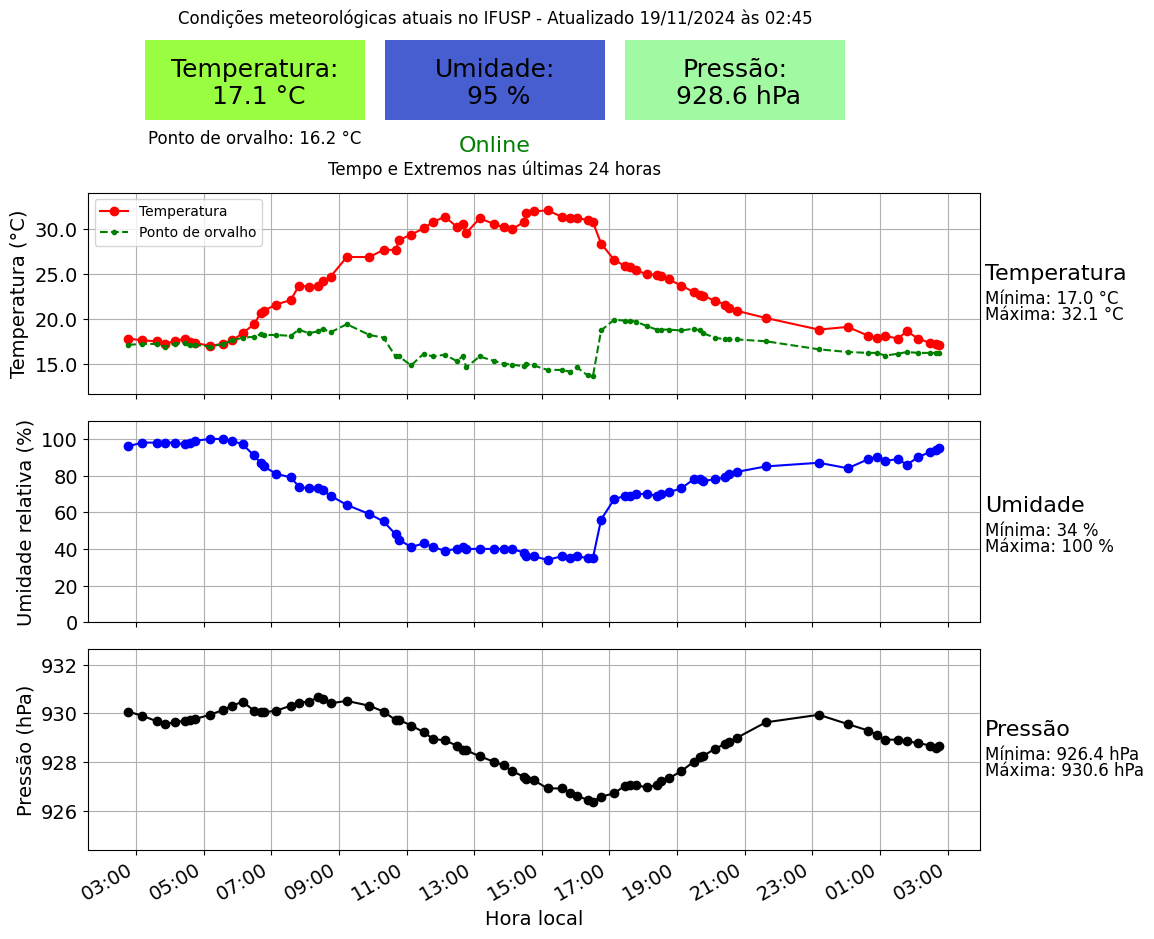 Condições meteorológicas atuais no IFUSP - Atualizado 19/11/2024 às 02:45
Temperatura:
17.1 °C
Umidade:
95 %
Pressão:
928.6 hPa
Ponto de orvalho: 16.2 °C
Online
Tempo e Extremos nas últimas 24 horas
Temperatura (°C)
30.0
25.0
20.0
15.0
Temperatura
Ponto de orvalho
Temperatura
Mínima: 17.0 °C
Máxima: 32.1 °C
Umidade relativa (%)
100
80
60
40
20
0
Umidade
Mínima: 34 %
Máxima: 100 %
Pressão (hPa)
932
930
928
926
Pressão
Mínima: 926.4 hPa
Máxima: 930.6 hPa
03:00 05:00 07:00 09:00 11:00 13:00 15:00 17:00 19:00 21:00 23:00 01:00 03:00
Hora local